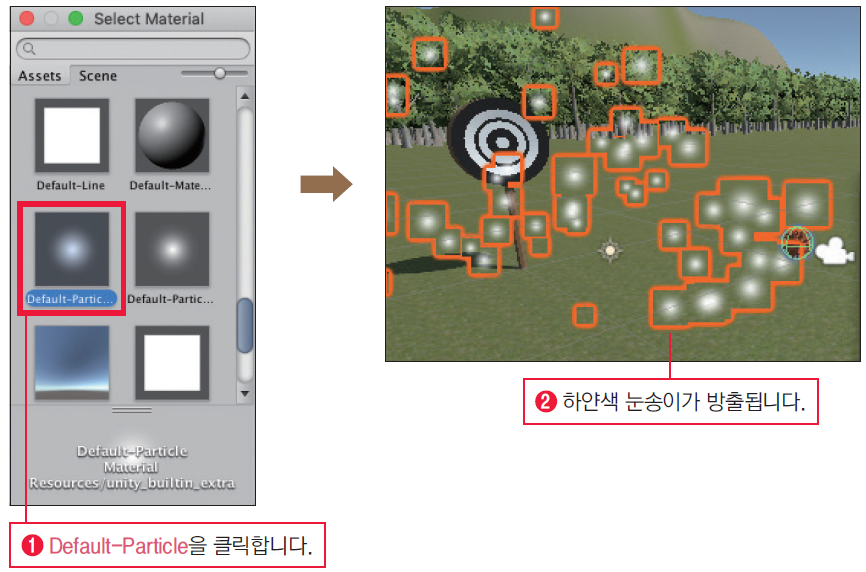 Select Material
Assets Scene
Default-Line Default-Mate...
Default-Partic... Default-Partic...
Default-Particle
Material
Resources/unity_builtin_extra
❶ Default-Particle을 클릭합니다.
❷ 하얀색 눈송이가 방출됩니다.